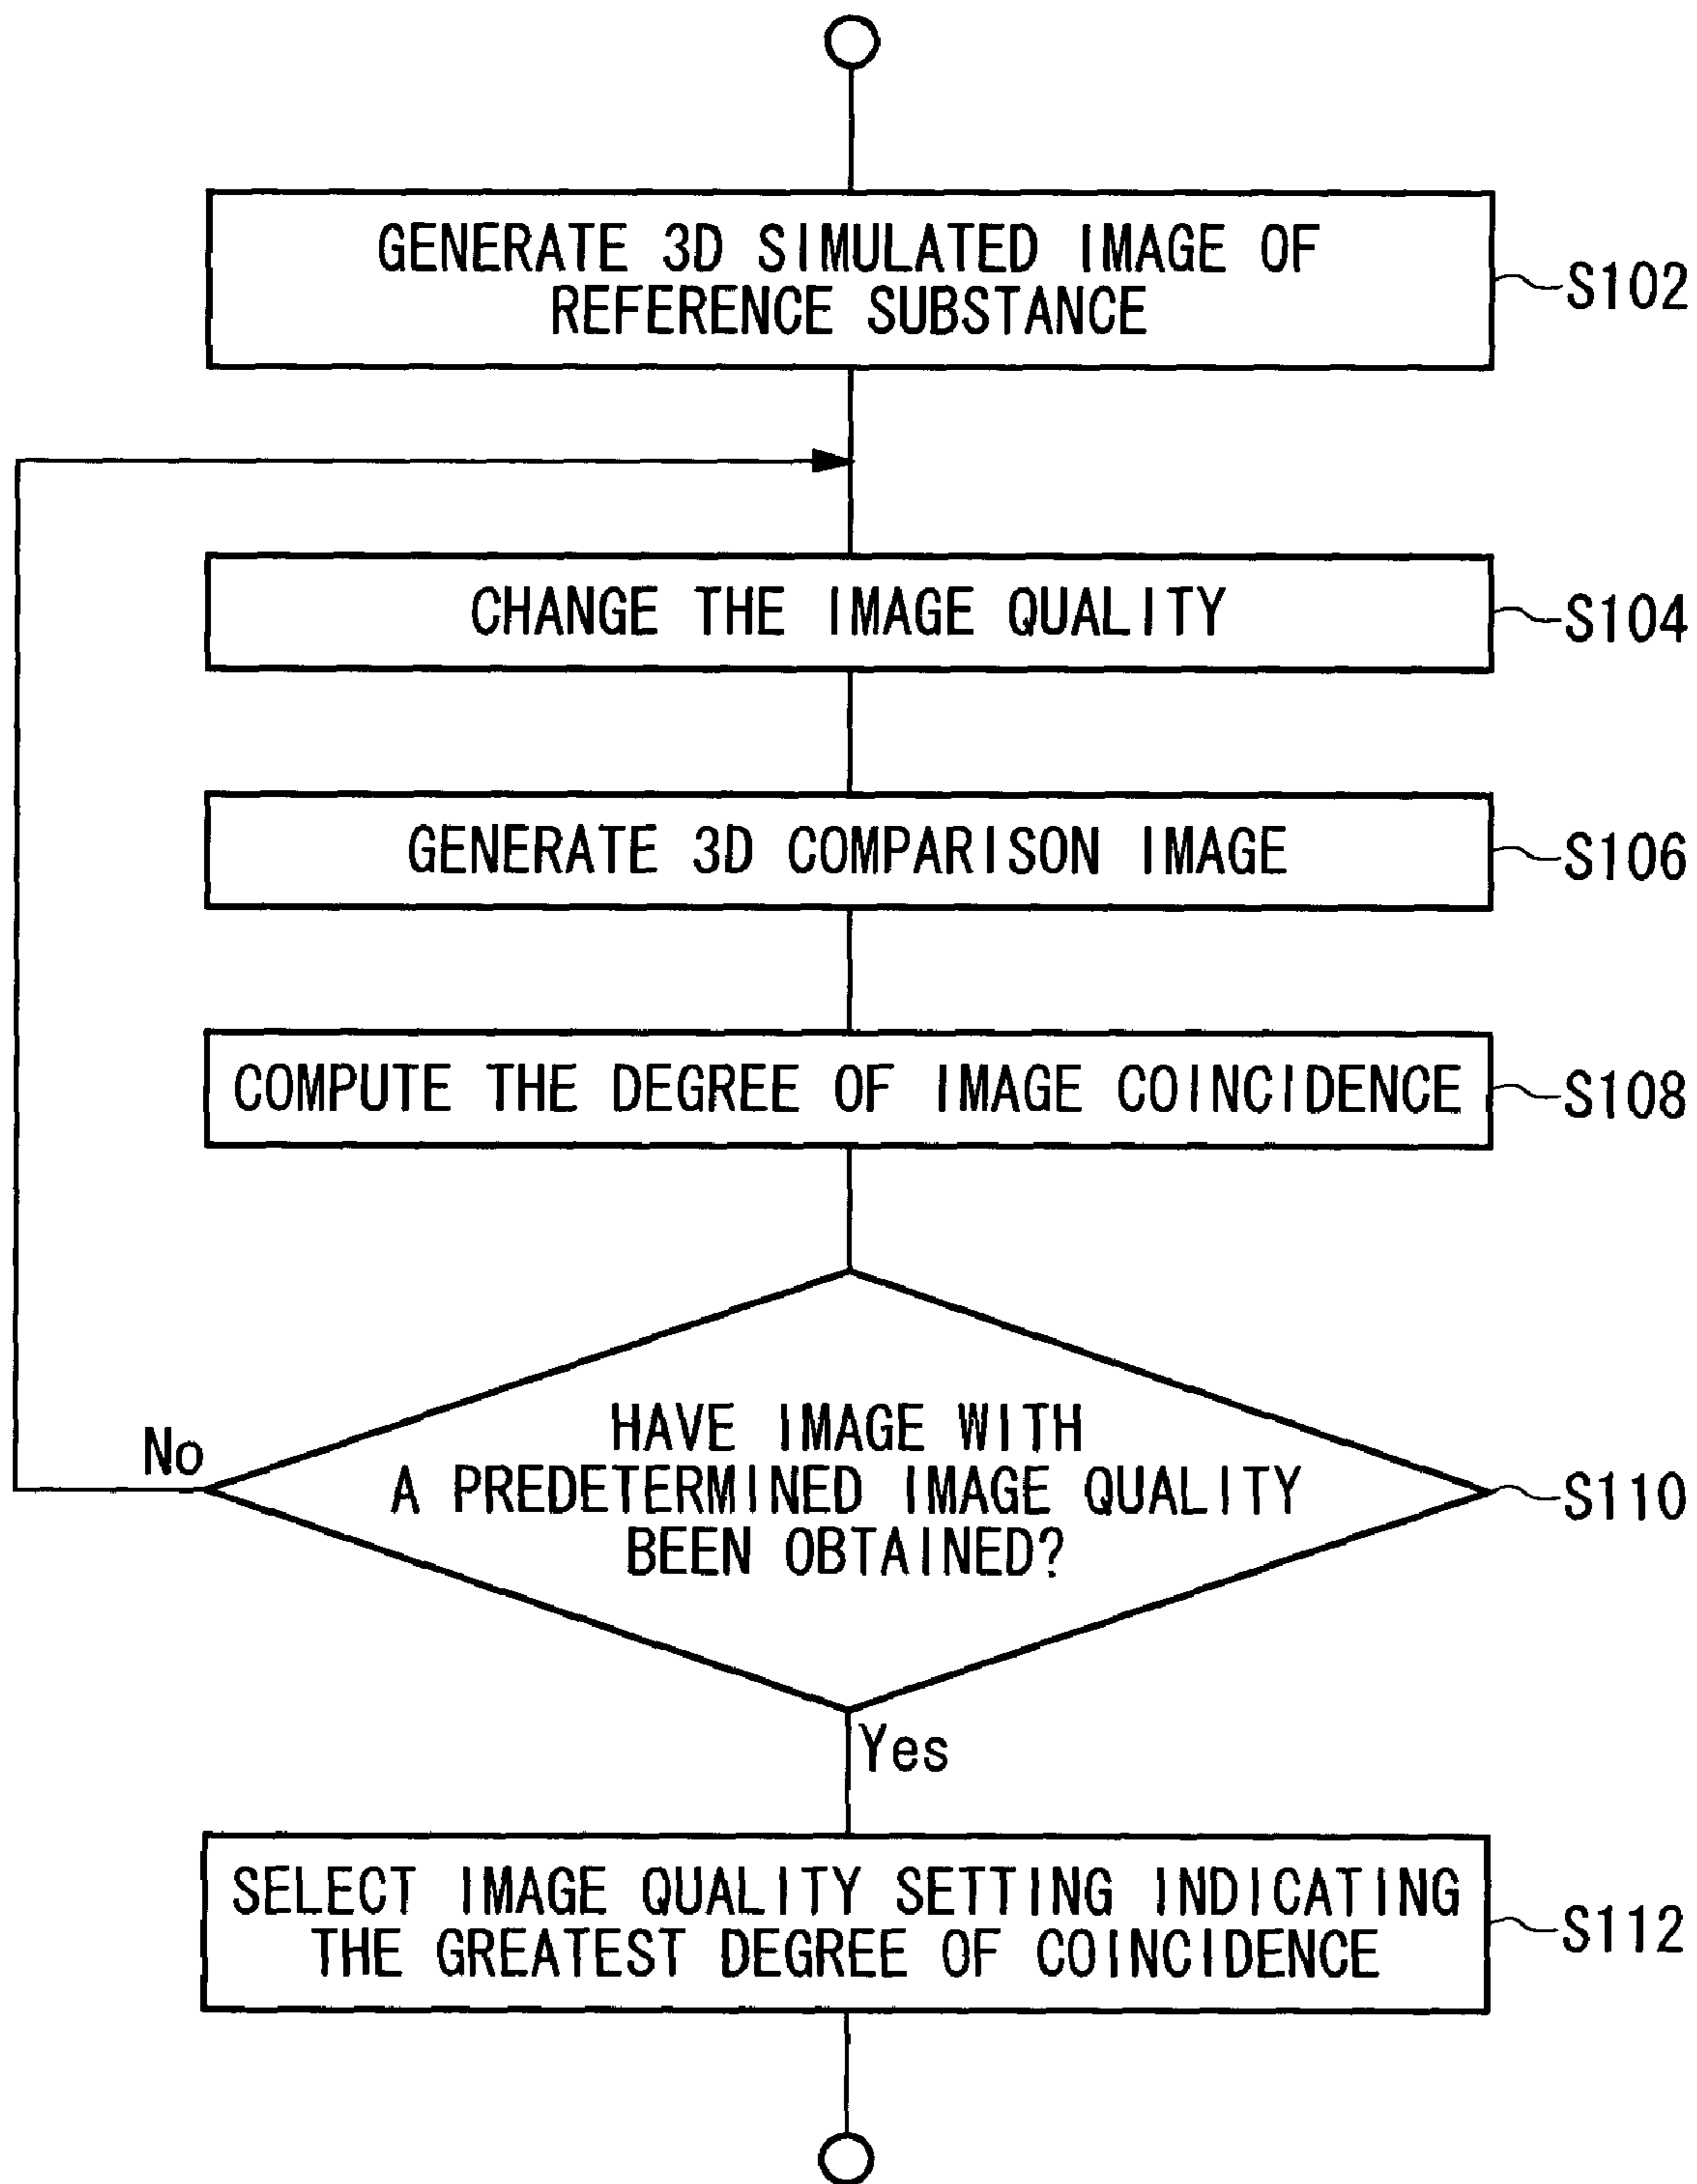 GENERATE 3D SIMULATED IMAGE OF
REFERENCE SUBSTANCE
S102
CHANGE THE IMAGE QUALITY
S104
GENERATE 3D COMPARISON IMAGE
S106
COMPUTE THE DEGREE OF IMAGE COINCIDENCE
S108
HAVE IMAGE WITH
A PREDETERMINED IMAGE QUALITY
BEEN OBTAINED?
S110
No
Yes
SELECT IMAGE QUALITY SETTING INDICATING
THE GREATEST DEGREE OF COINCIDENCE
S112